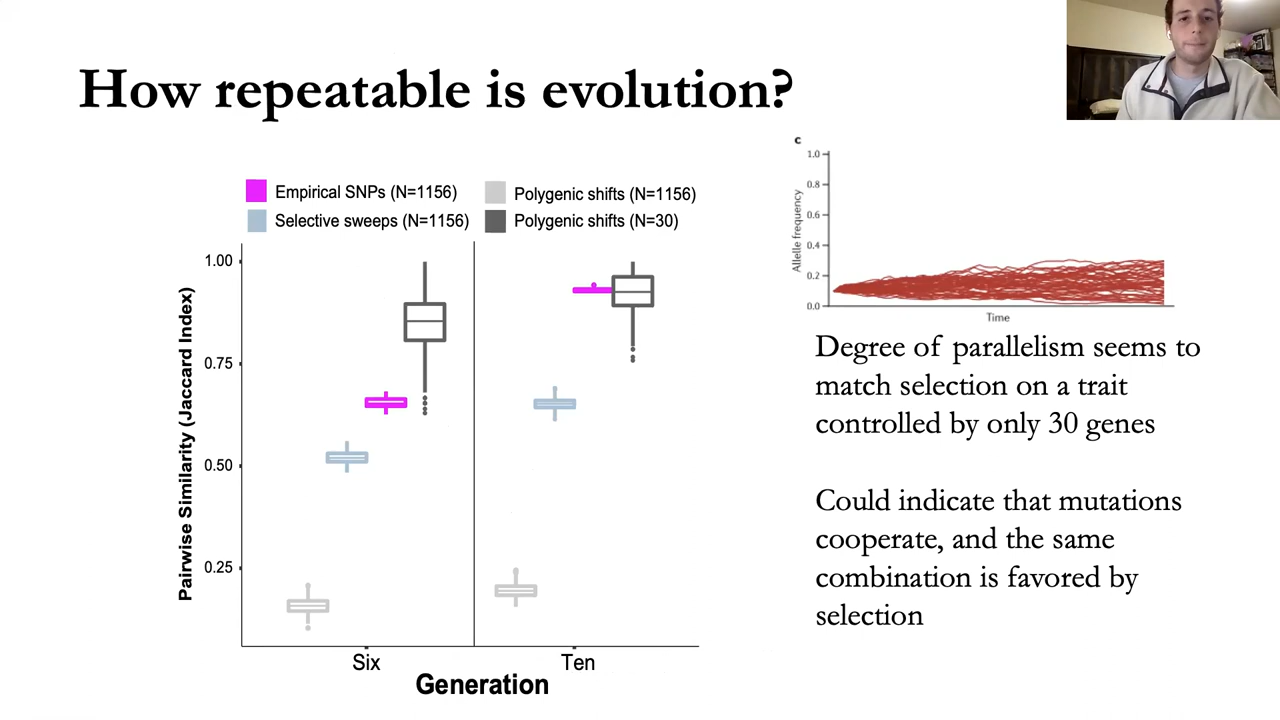 How repeatable is evolution?
Empirical SNPs (N=1156)
Polygenic shifts (N=1156)
Selective sweeps (N=1156)
Polygenic shifts (N=30)
Pairwise Similarity (Jaccard Index)
1.00
0.75
0.50
0.25
Six
Ten
Generation
c
Allele frequency
1.0
0.8
0.6
0.4
0.2
0.0
Time
Degree of parallelism seems to
match selection on a trait
controlled by only 30 genes
Could indicate that mutations
cooperate, and the same
combination is favored by
selection